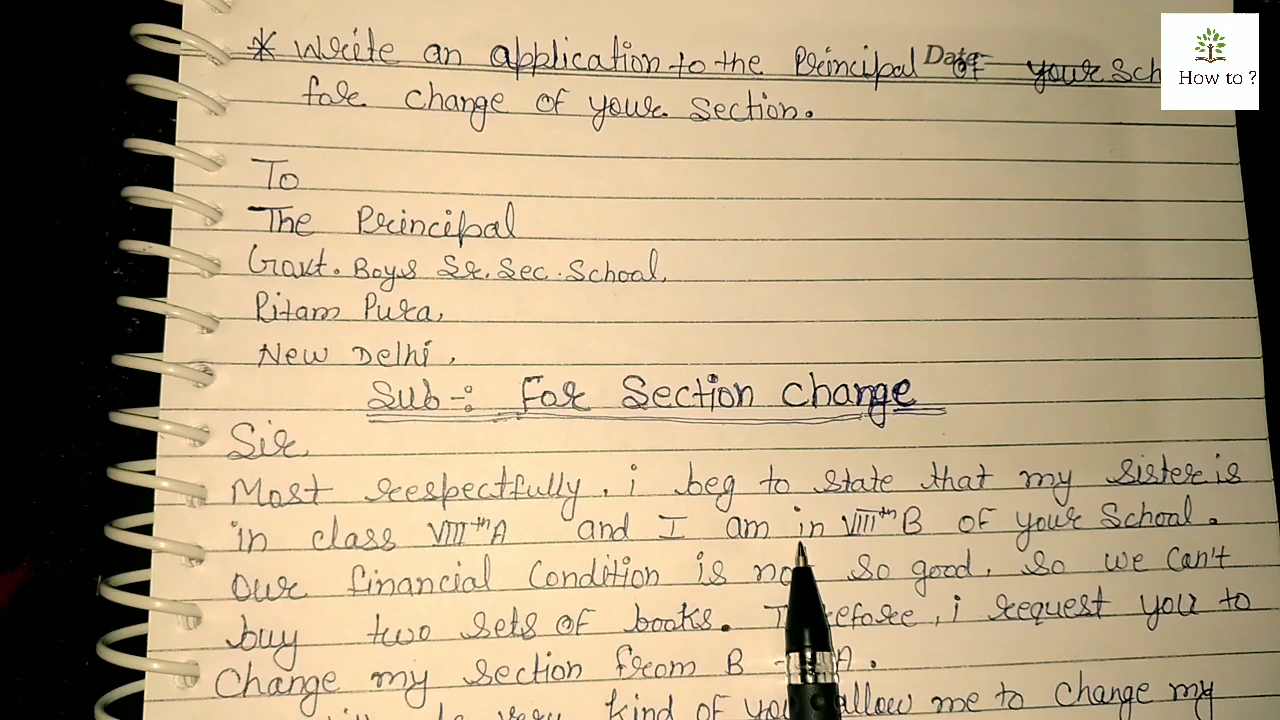 * Write an application to the Principal of your Sch
Date
How to ?
for change of your section.
To
The Principal
Govt. Boys Sr. Sec. School,
Pitam Pura,
New Delhi,
Sub-: For Section change
Sir,
Most respectfully, i beg to state that my sister is
in class VIIIth A and I am in VIIIth B of your School.
Our financial Condition is so good, so we can't
buy two sets of books. i request you to
Change my section from B A.
kind of allow me to change my